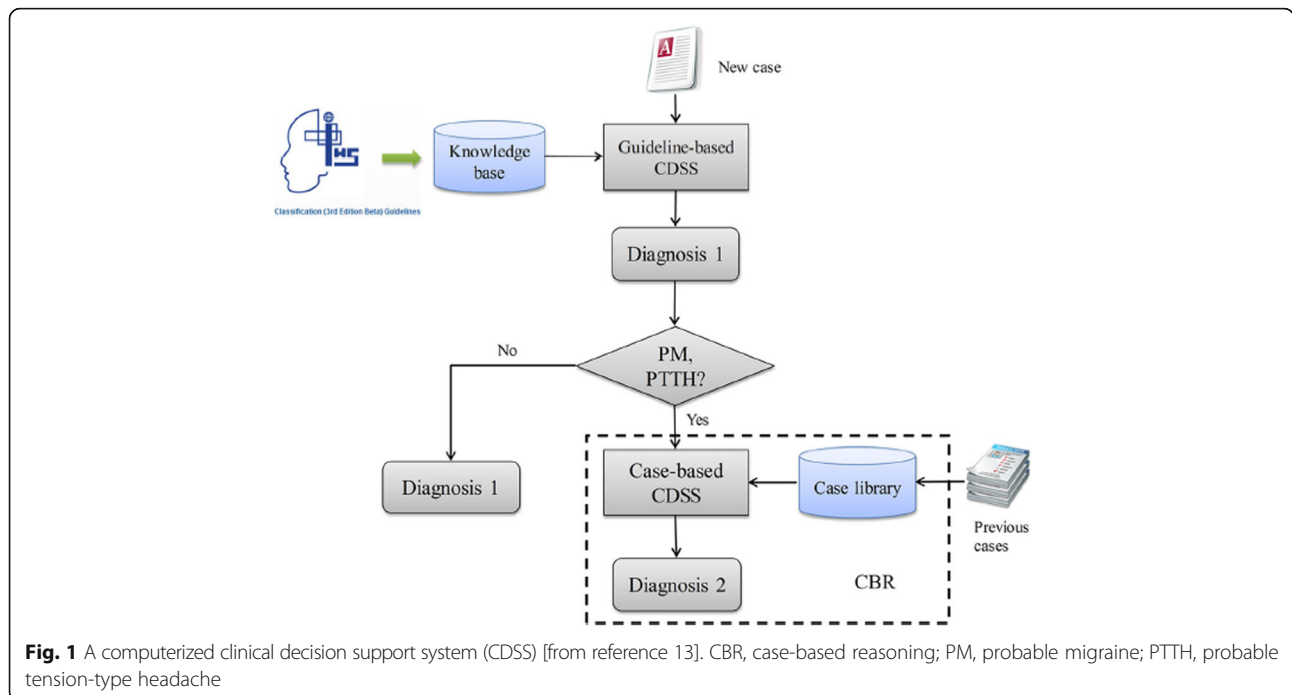 New case
IHS
Classification (3rd Edition Beta) Guidelines
Knowledge
base
Guideline-based
CDSS
Diagnosis 1
PM,
PTTH?
No
Yes
Diagnosis 1
Case-based
CDSS
Case library
Previous
cases
Diagnosis 2
CBR
Fig. 1 A computerized clinical decision support system (CDSS) [from reference 13]. CBR, case-based reasoning; PM, probable migraine; PTTH, probable
tension-type headache